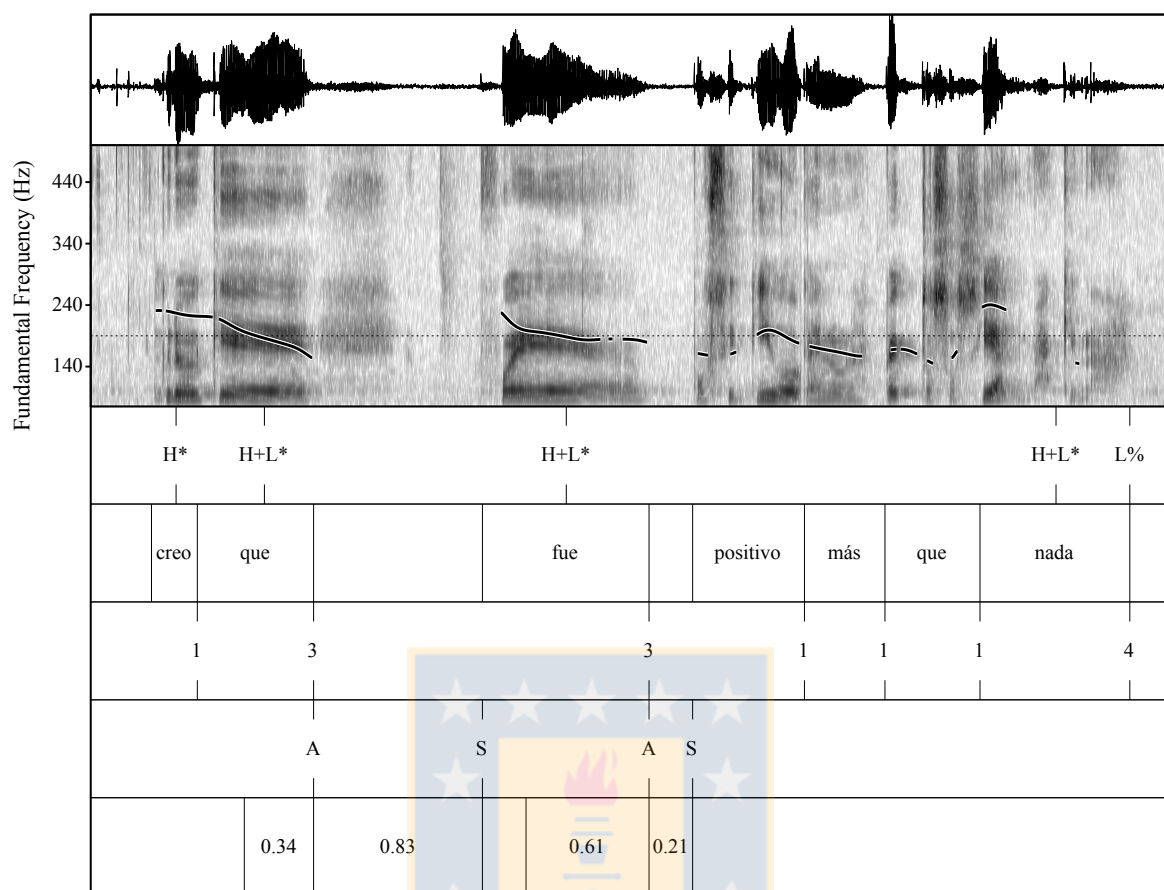 Fundamental Frequency (Hz)
440
340
240
140
H* H+L* H+L* H+L* L%
creo que fue positivo más que nada
1 3 3 1 1 1 4
A S A S
0.34 0.83 0.61 0.21